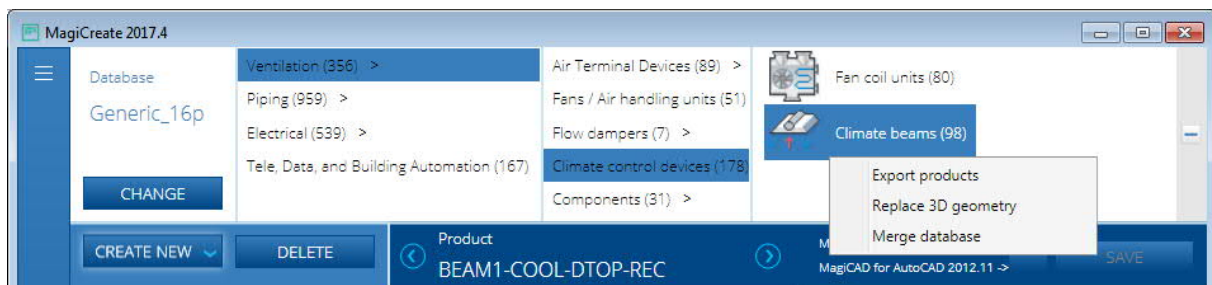 MagiCreate 2017.4
Database
Generic_16p
CHANGE
Ventilation (356) >
Piping (959) >
Electrical (539) >
Tele, Data, and Building Automation (167)
Air Terminal Devices (89) >
Fans / Air handling units (51)
Flow dampers (7) >
Climate control devices (178)
Components (31) >
Fan coil units (80)
Climate beams (98)
Export products
Replace 3D geometry
Merge database
CREATE NEW
DELETE
Product
BEAM1-COOL-DTOP-REC
M
MagiCAD for AutoCAD 2012.11 ->
SAVE